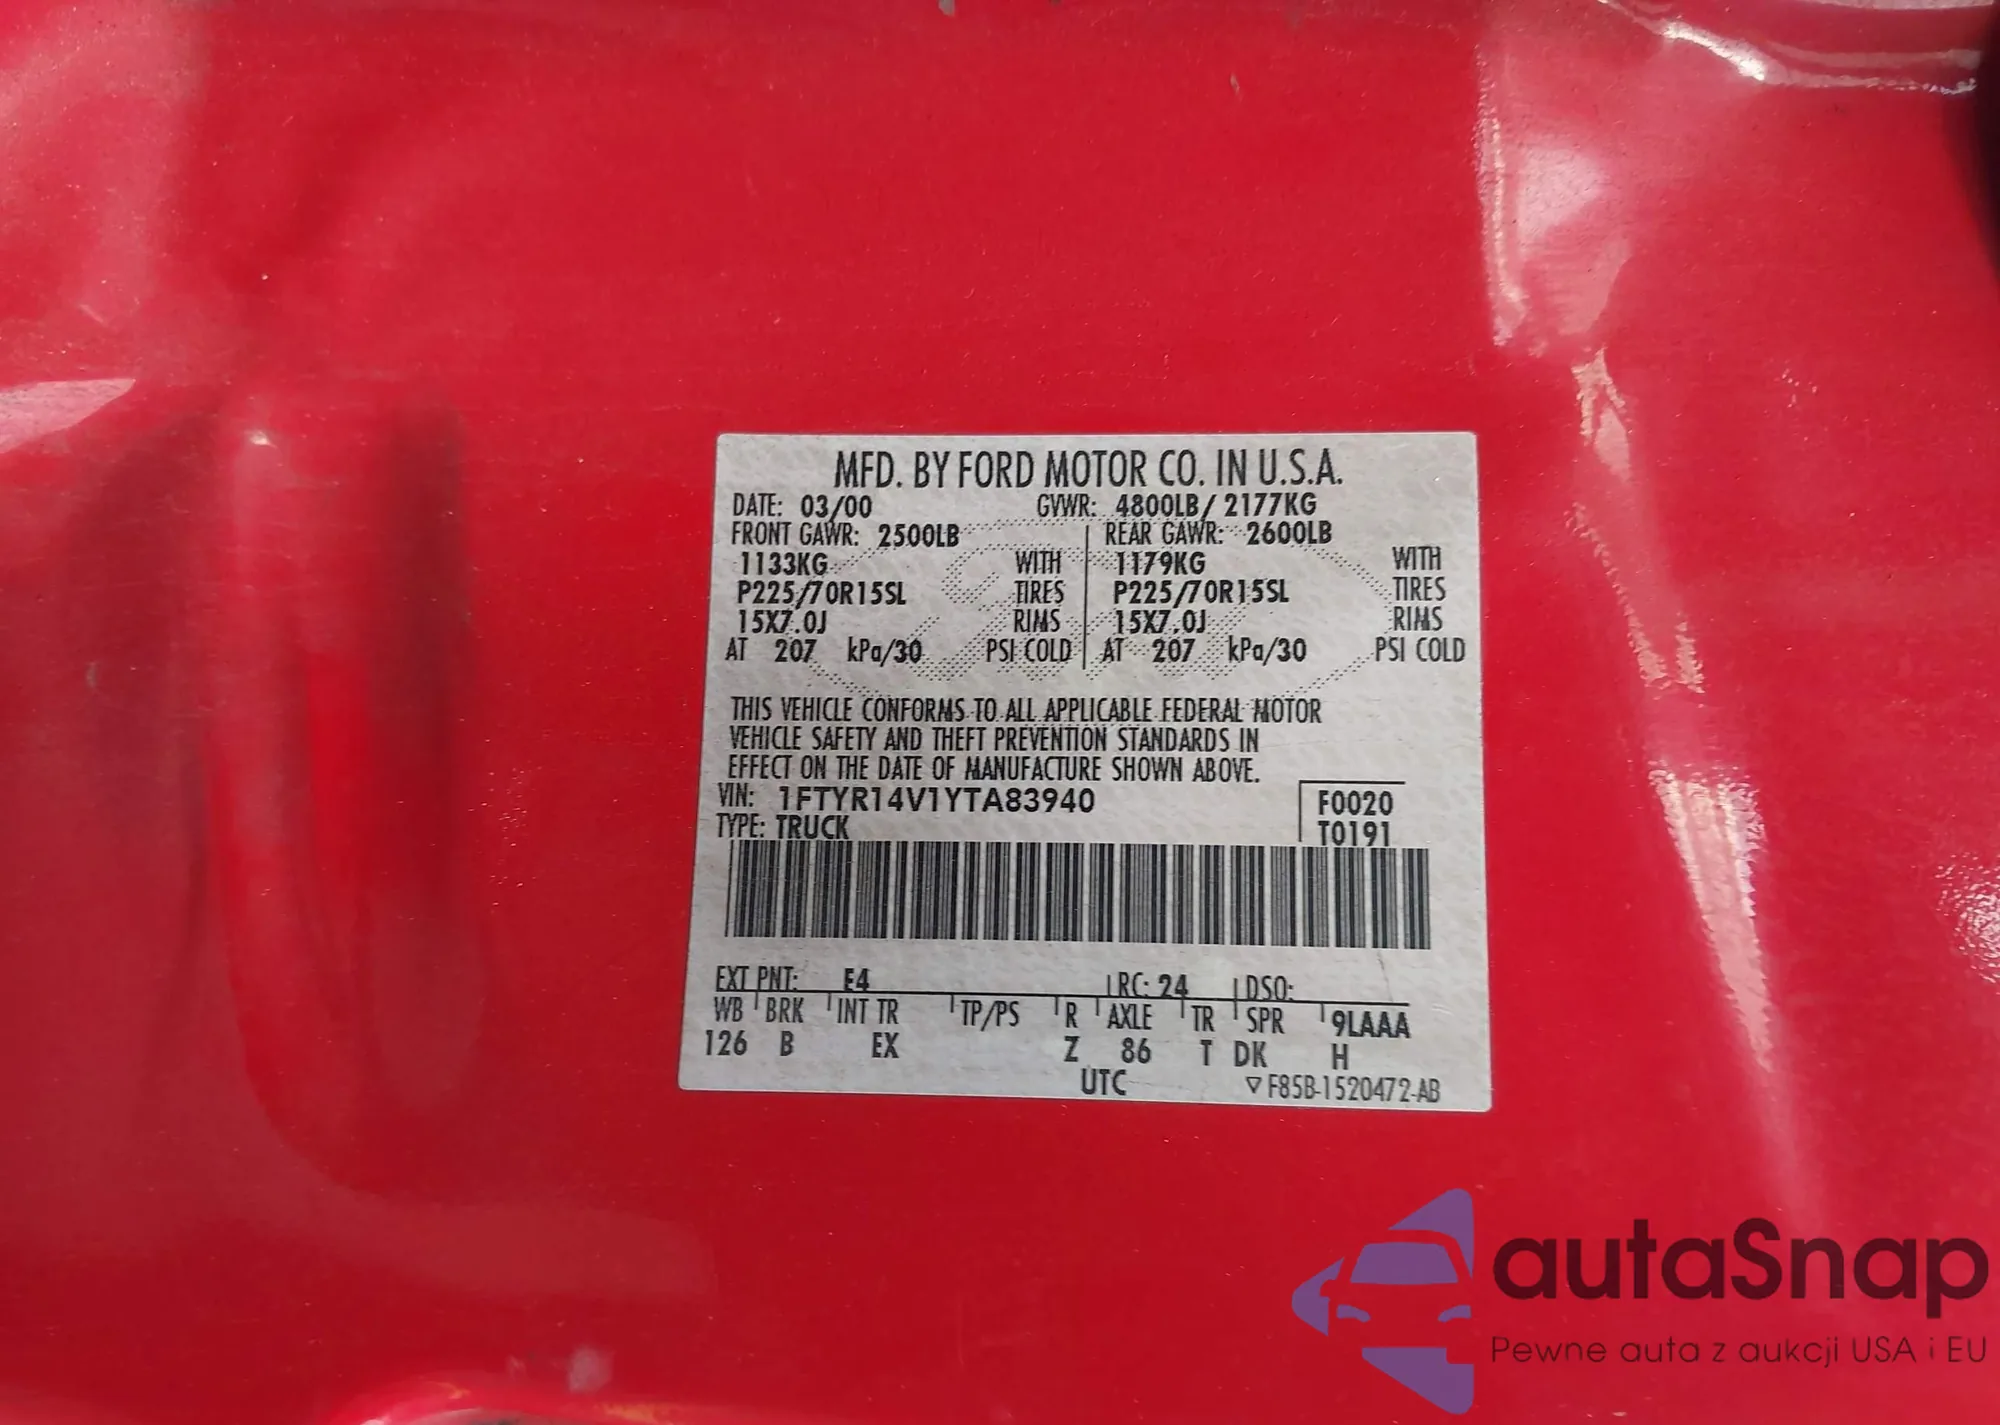 MFD. BY FORD MOTOR CO. IN U.S.A.
DATE: 03/00 GVWR: 4800LB/ 2177KG
FRONT GAWR: 2500LB REAR GAWR: 2600LB
1133KG WITH 1179KG WITH
P225/70R15SL TIRES P225/70R15SL TIRES
15X7.0J RIMS 15X7.0J RIMS
AT 207 kPa/30 PSI COLD AT 207 kPa/30 PSI COLD
THIS VEHICLE CONFORMS TO ALL APPLICABLE FEDERAL MOTOR
VEHICLE SAFETY AND THEFT PREVENTION STANDARDS IN
EFFECT ON THE DATE OF MANUFACTURE SHOWN ABOVE.
VIN: 1FTYR14V1YTA83940 F0020
TYPE: TRUCK T0191
EXT PNT: E4 RC: 24 DSO:
WB BRK INT TR TP/PS R AXLE TR SPR 9LAAA
126 B EX Z 86 T DK H
UTC ▽F85B-1520472-AB
autaSnap
Pewne auta z aukcji USA i EU